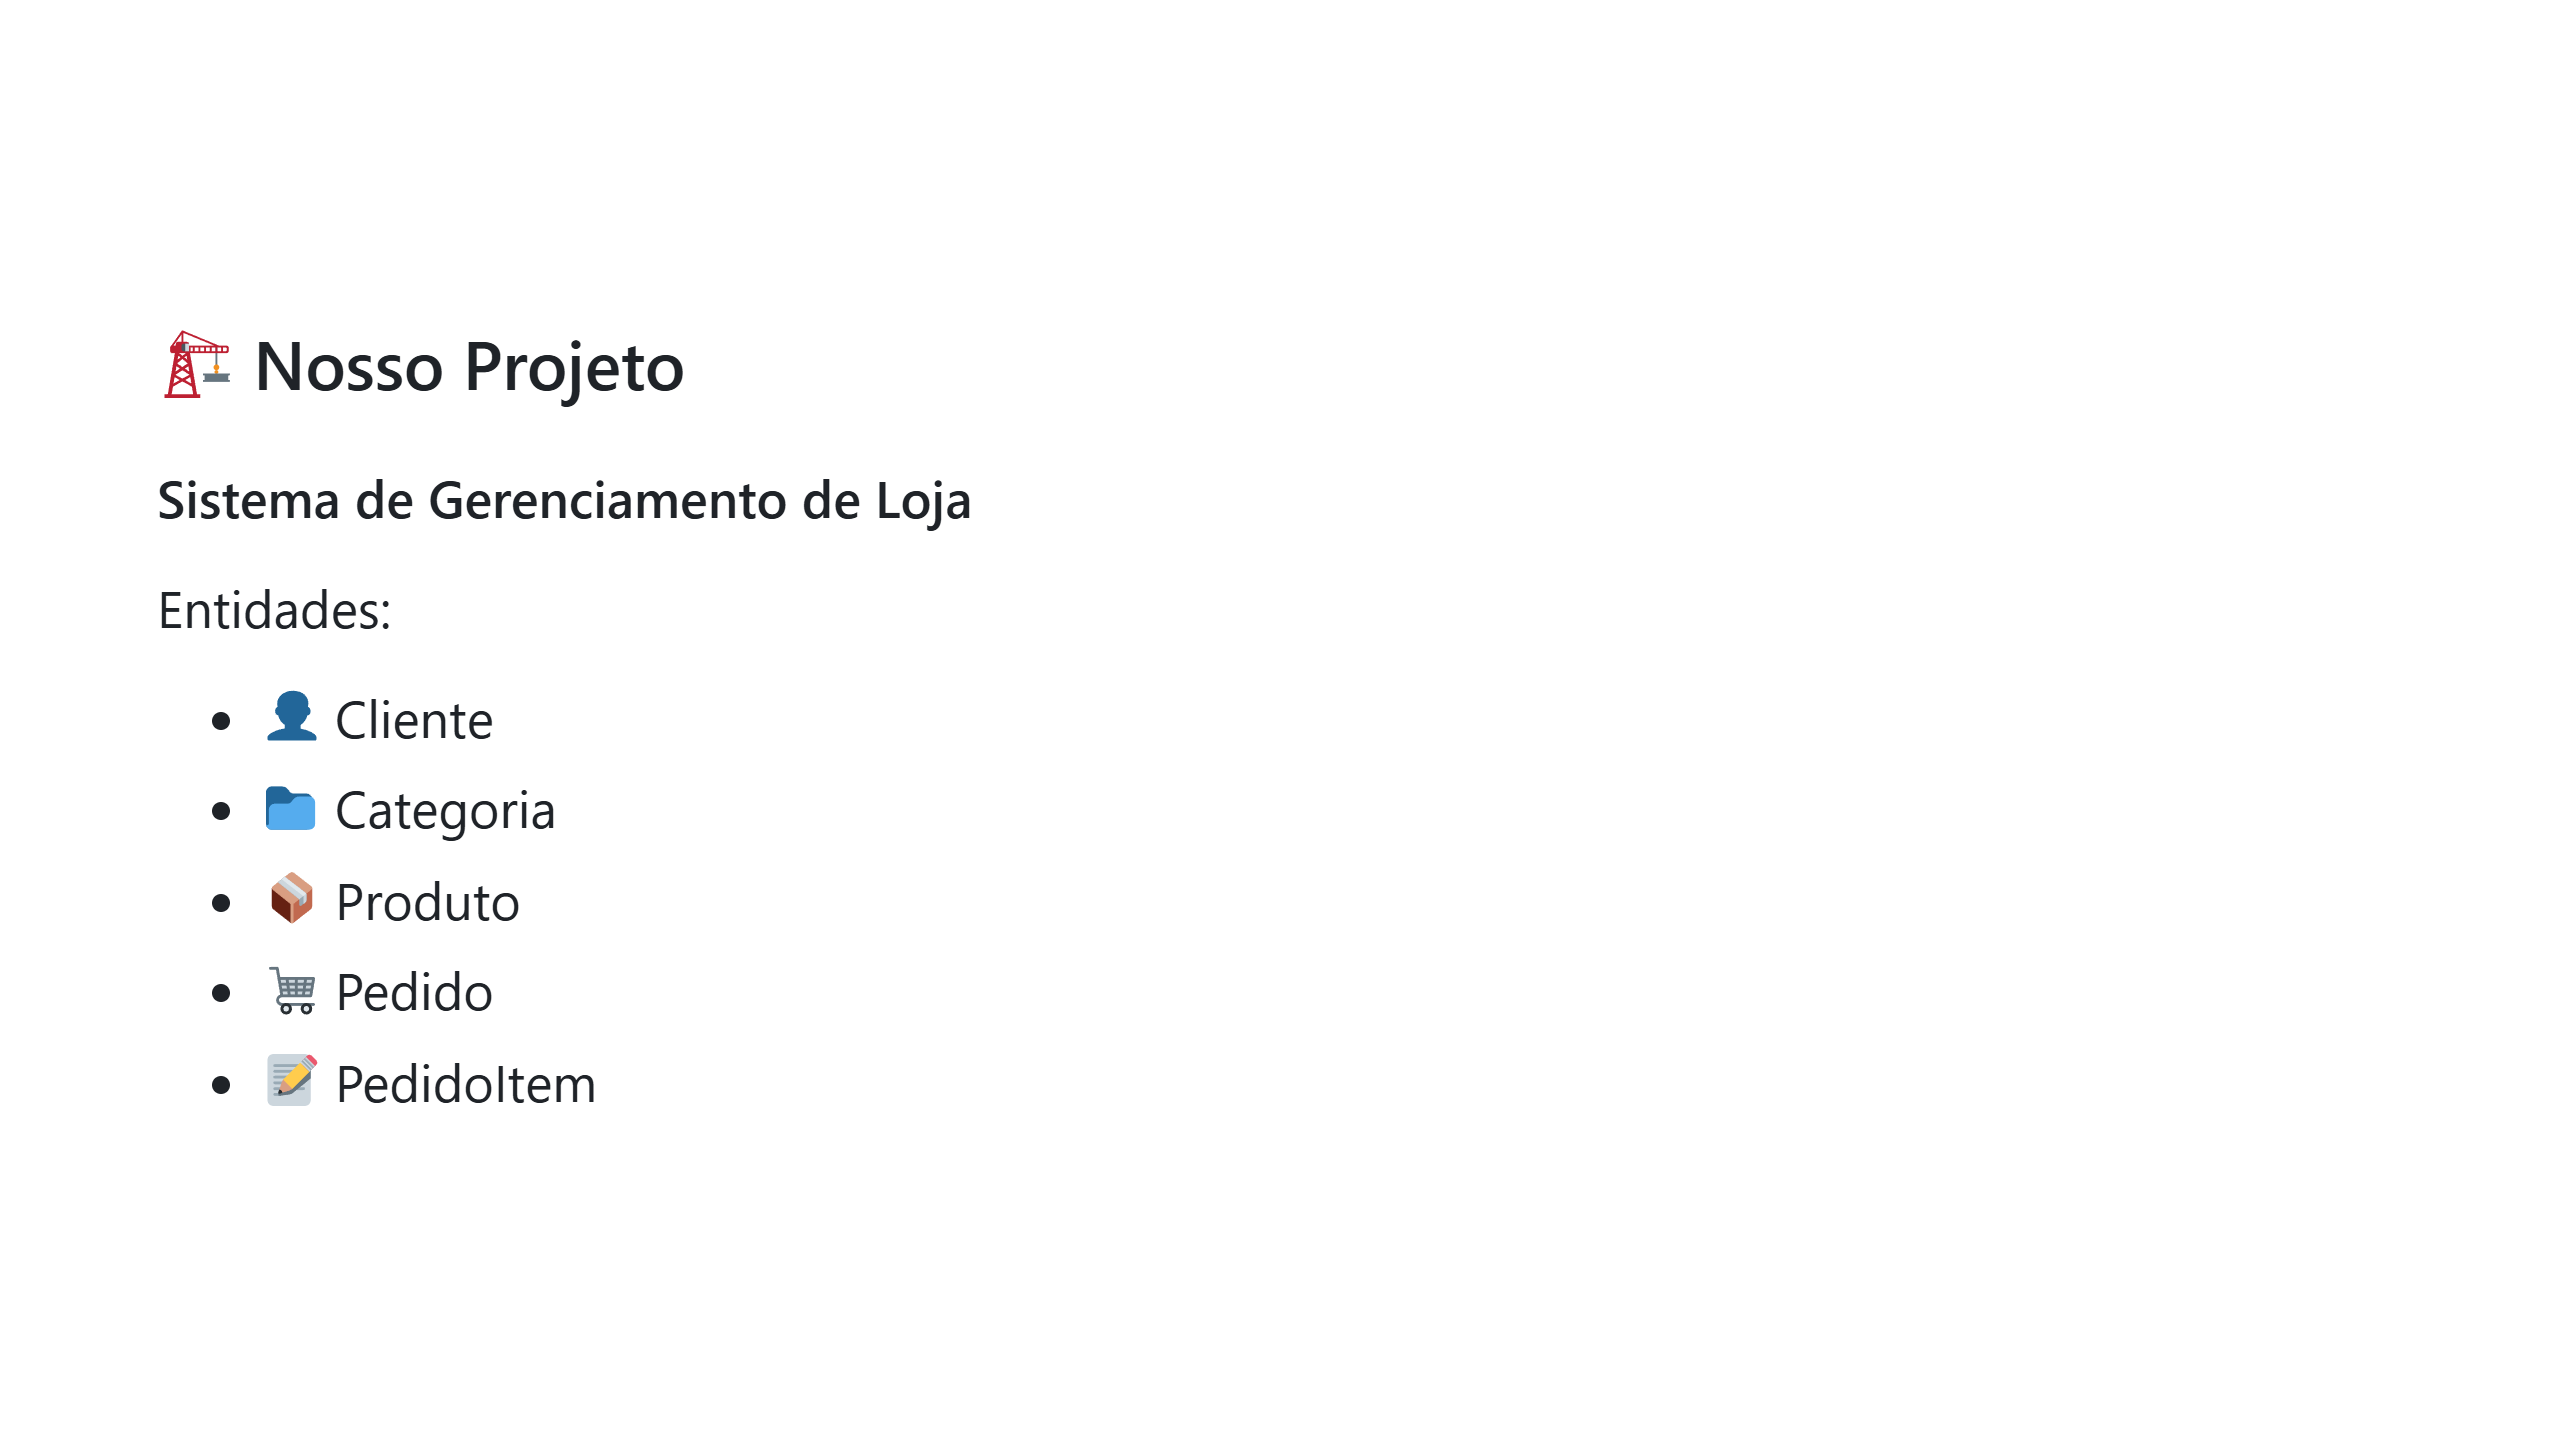 Nosso Projeto
Sistema de Gerenciamento de Loja
Entidades:
Cliente
Categoria
Produto
Pedido
PedidoItem